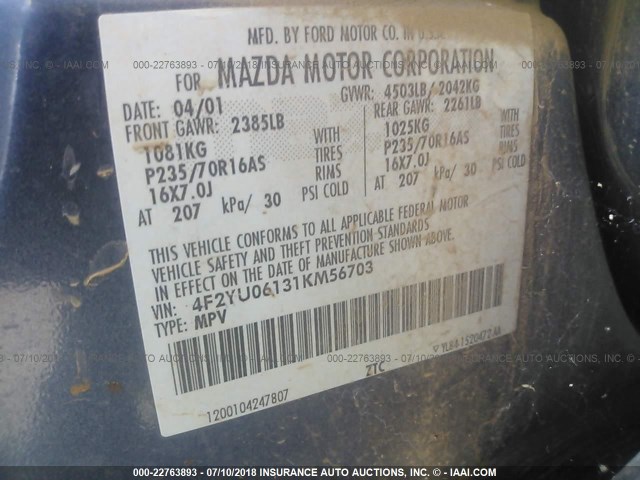 MFD. BY FORD MOTOR CO. IN U.S.A.
FOR MAZDA MOTOR CORPORATION
DATE: 04/01 GVWR: 4503LB/ 2042KG
FRONT GAWR: 2385LB REAR GAWR: 2261LB
1081KG WITH 1025KG WITH
P235/70R16AS TIRES P235/70R16AS TIRES
16X7.0J RIMS 16X7.0J RIMS
AT 207 kPa/ 30 PSI COLD AT 207 kPa/ 30 PSI COLD
THIS VEHICLE CONFORMS TO ALL APPLICABLE FEDERAL MOTOR
VEHICLE SAFETY AND THEFT PREVENTION STANDARDS
IN EFFECT ON THE DATE OF MANUFACTURE SHOWN ABOVE.
VIN: 4F2YU06131KM56703
TYPE: MPV
ZTC
1200104247807
000-22763893 - 07/10/2018 INSURANCE AUTO AUCTIONS, INC. - © - IAAI.COM